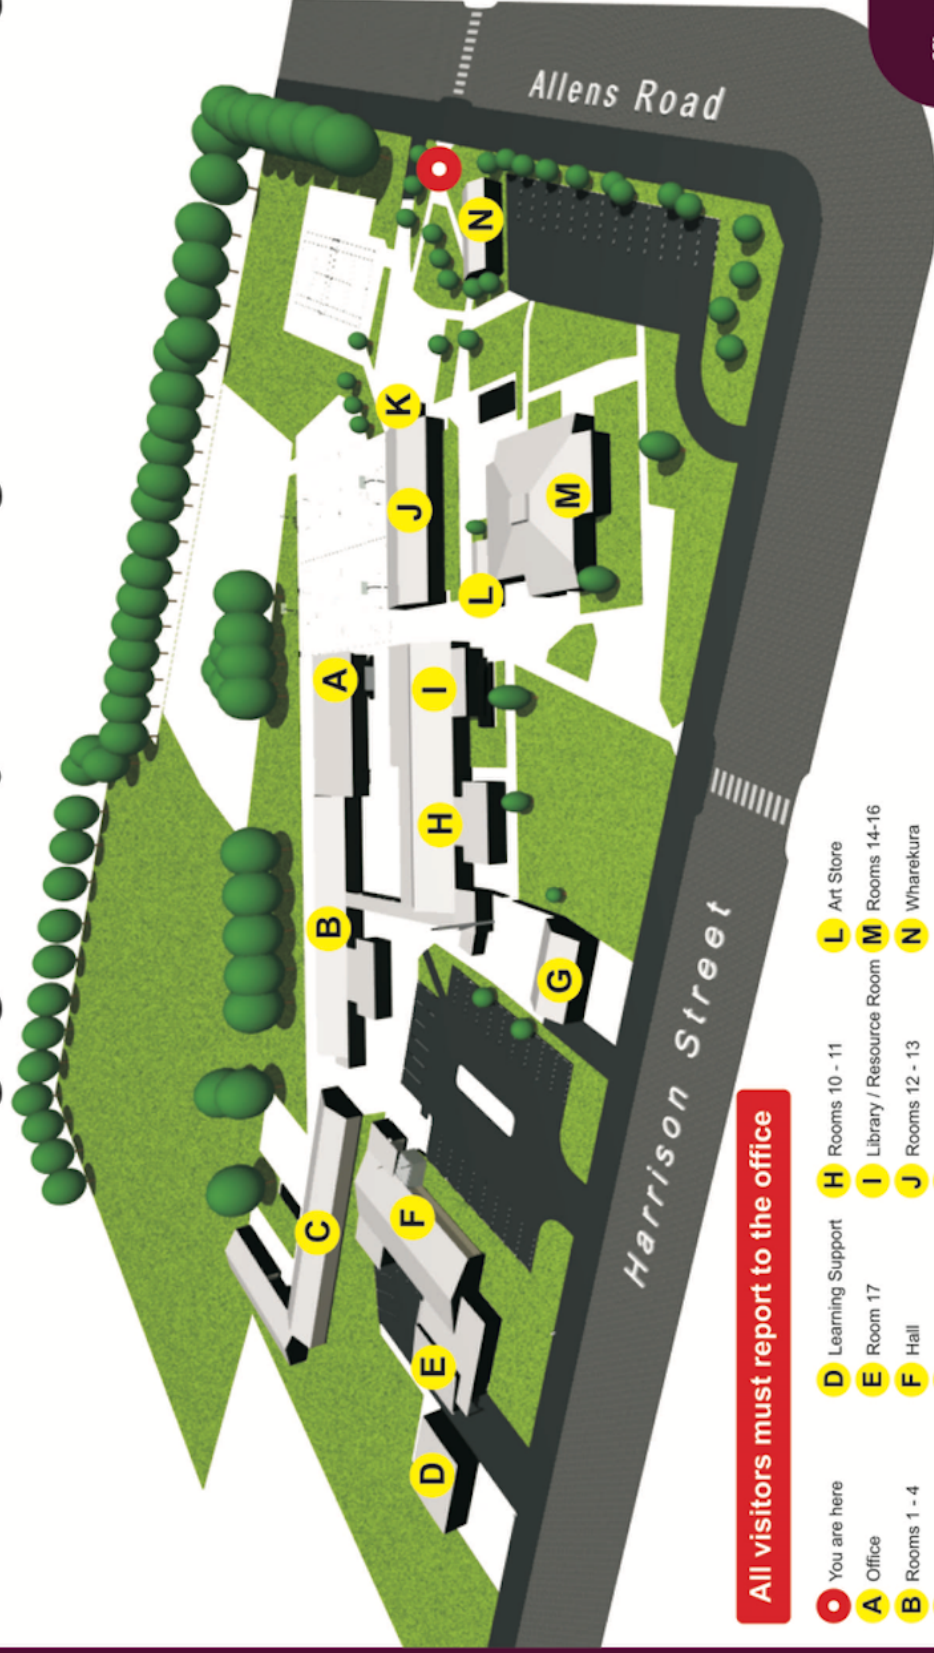 Allens Road
Harrison Street
N
K
J
M
L
A
I
H
B
G
C
F
E
D
All visitors must report to the office
You are here
A Office
B Rooms 1 - 4
D Learning Support
E Room 17
F Hall
H Rooms 10 - 11
I Library / Resource Room
J Rooms 12 - 13
L Art Store
M Rooms 14-16
N Wharekura